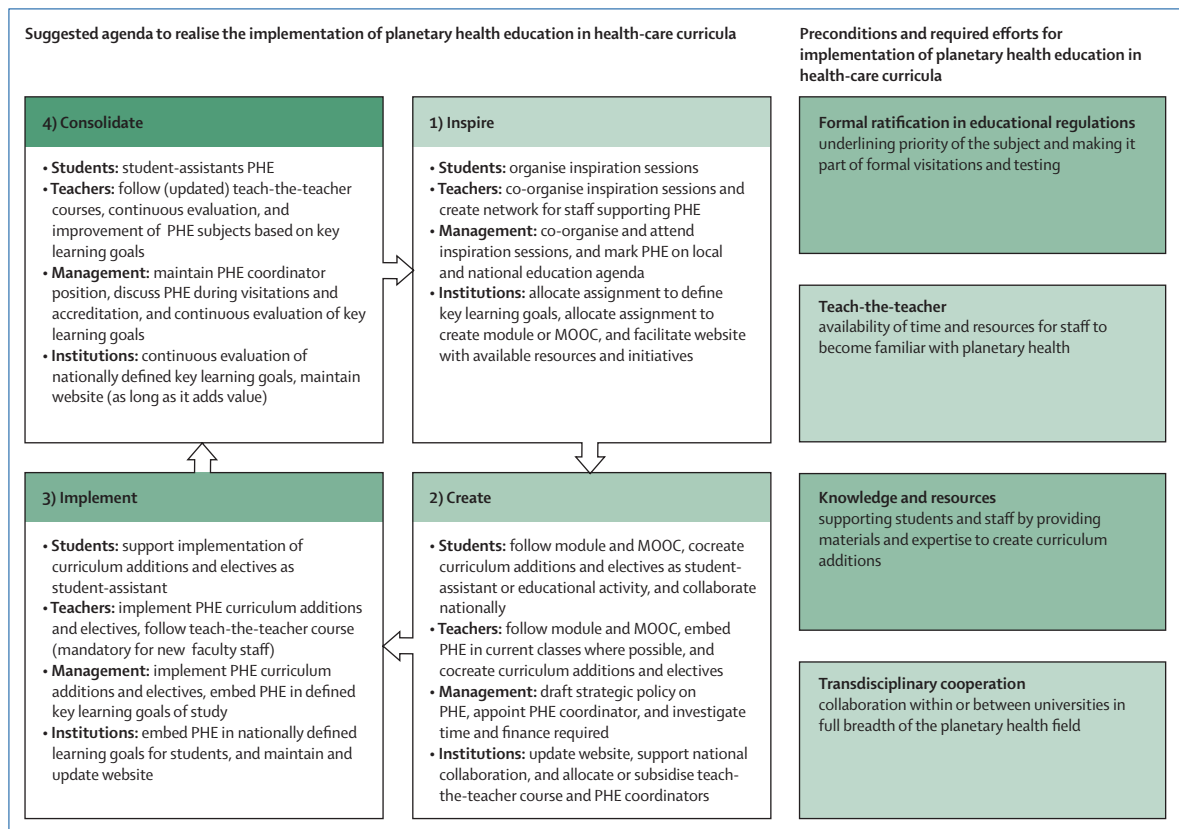 Suggested agenda to realise the implementation of planetary health education in health-care curricula
4) Consolidate
• Students: student-assistants PHE
• Teachers: follow (updated) teach-the-teacher
courses, continuous evaluation, and
improvement of PHE subjects based on key
learning goals
• Management: maintain PHE coordinator
position, discuss PHE during visitations and
accreditation, and continuous evaluation of key
learning goals
• Institutions: continuous evaluation of
nationally defined key learning goals, maintain
website (as long as it adds value)
1) Inspire
• Students: organise inspiration sessions
• Teachers: co-organise inspiration sessions and
create network for staff supporting PHE
• Management: co-organise and attend
inspiration sessions, and mark PHE on local
and national education agenda
• Institutions: allocate assignment to define
key learning goals, allocate assignment to
create module or MOOC, and facilitate website
with available resources and initiatives
3) Implement
• Students: support implementation of
curriculum additions and electives as
student-assistant
• Teachers: implement PHE curriculum additions
and electives, follow teach-the-teacher course
(mandatory for new faculty staff)
• Management: implement PHE curriculum
additions and electives, embed PHE in defined
key learning goals of study
• Institutions: embed PHE in nationally defined
learning goals for students, and maintain and
update website
2) Create
• Students: follow module and MOOC, cocreate
curriculum additions and electives as student-
assistant or educational activity, and collaborate
nationally
• Teachers: follow module and MOOC, embed
PHE in current classes where possible, and
cocreate curriculum additions and electives
• Management: draft strategic policy on
PHE, appoint PHE coordinator, and investigate
time and finance required
• Institutions: update website, support national
collaboration, and allocate or subsidise teach-
the-teacher course and PHE coordinators
Preconditions and required efforts for
implementation of planetary health education in
health-care curricula
Formal ratification in educational regulations
underlining priority of the subject and making it
part of formal visitations and testing
Teach-the-teacher
availability of time and resources for staff to
become familiar with planetary health
Knowledge and resources
supporting students and staff by providing
materials and expertise to create curriculum
additions
Transdisciplinary cooperation
collaboration within or between universities in
full breadth of the planetary health field